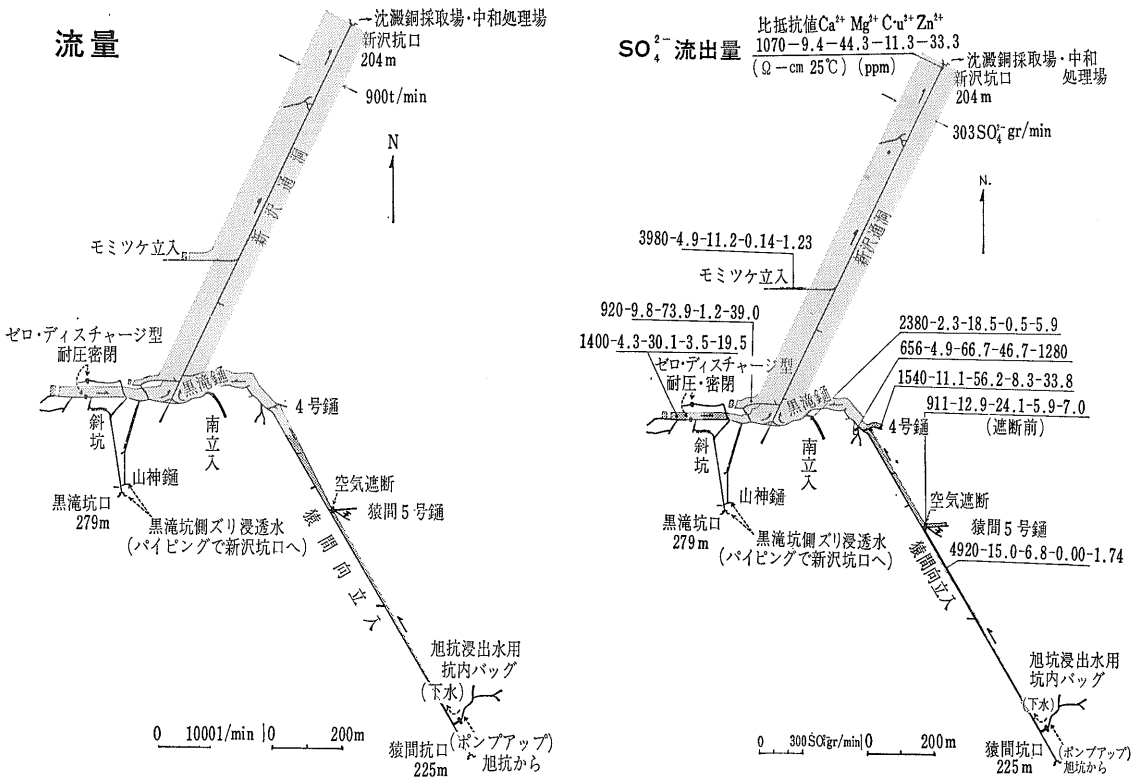 流量
沈澱銅採取場・中和処理場
新沢坑口
204m
900t/min
N
新沢通洞
モミツケ立入
ゼロ・ディスチャージ型
耐圧密閉
黒滝𨫤
4号𨫤
斜坑
南立入
山神𨫤
空気遮断
黒滝坑口
279m
猿間5号𨫤
黒滝坑側ズリ浸透水
(パイピングで新沢坑口へ)
猿間向立入
旭坑浸出水用
坑内バッグ
(下水)
0 1000l/min
0 200m
猿間坑口
225m
(ポンプアップ)
旭坑から
SO₄²⁻流出量
比抵抗値 Ca²⁺ Mg²⁺ C·u²⁺ Zn²⁺
1070-9.4-44.3-11.3-33.3
(Ω-cm 25℃) (ppm)
沈澱銅採取場・中和
処理場
新沢坑口
204m
303SO₄²⁻gr/min
N.
新沢通洞
3980-4.9-11.2-0.14-1.23
モミツケ立入
920-9.8-73.9-1.2-39.0
1400-4.3-30.1-3.5-19.5
ゼロ・ディスチャージ型
耐圧・密閉
2380-2.3-18.5-0.5-5.9
656-4.9-66.7-46.7-1280
1540-11.1-56.2-8.3-33.8
911-12.9-24.1-5.9-7.0
(遮断前)
黒滝𨫤
4号𨫤
斜坑
南立入
山神𨫤
空気遮断
黒滝坑口
279m
猿間5号𨫤
黒滝坑側ズリ浸透水
(パイピングで新沢坑口へ)
4920-15.0-6.8-0.00-1.74
猿間向立入
旭坑浸出水用
坑内バッグ
(下水)
0 300SO₄²⁻gr/min
0 200m
猿間坑口
225m
(ポンプアップ)
旭坑から